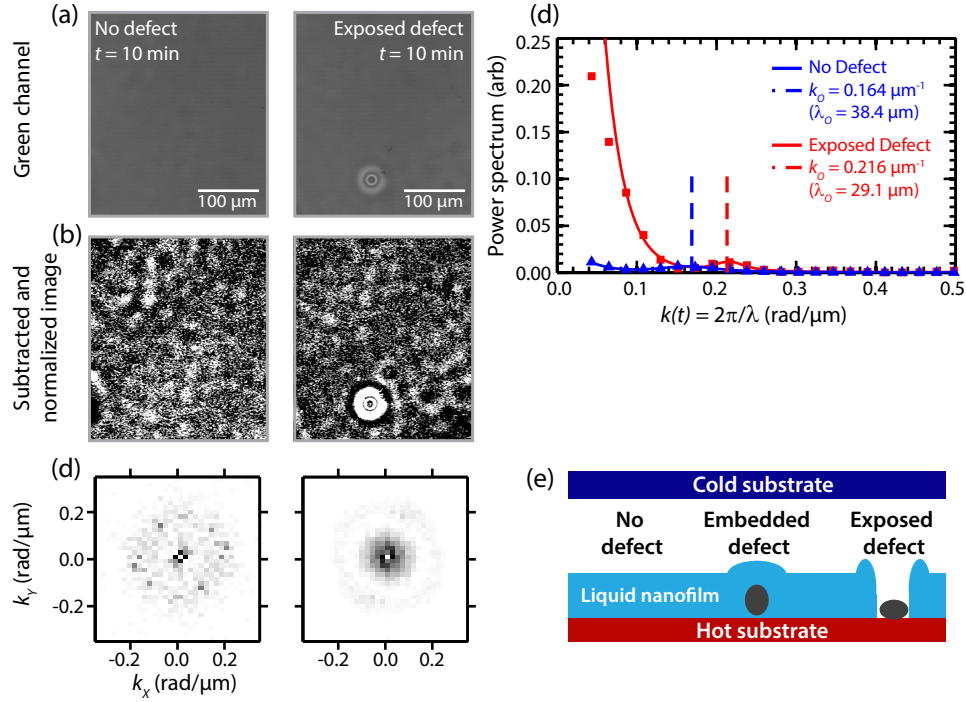 (a)
Green channel
No defect
t = 10 min
100 µm
Exposed defect
t = 10 min
100 µm
(b)
Subtracted and
normalized image
(d)
k_Y (rad/µm)
0.2
0.0
-0.2
-0.2 0.0 0.2
-0.2 0.0 0.2
k_X (rad/µm)
(d)
Power spectrum (arb)
0.25
0.20
0.15
0.10
0.05
0.00
0.0 0.1 0.2 0.3 0.4 0.5
k(t) = 2π/λ (rad/µm)
No Defect
k_O = 0.164 µm⁻¹
(λ_O = 38.4 µm)
Exposed Defect
k_O = 0.216 µm⁻¹
(λ_O = 29.1 µm)
(e)
Cold substrate
No
defect
Embedded
defect
Exposed
defect
Liquid nanofilm
Hot substrate